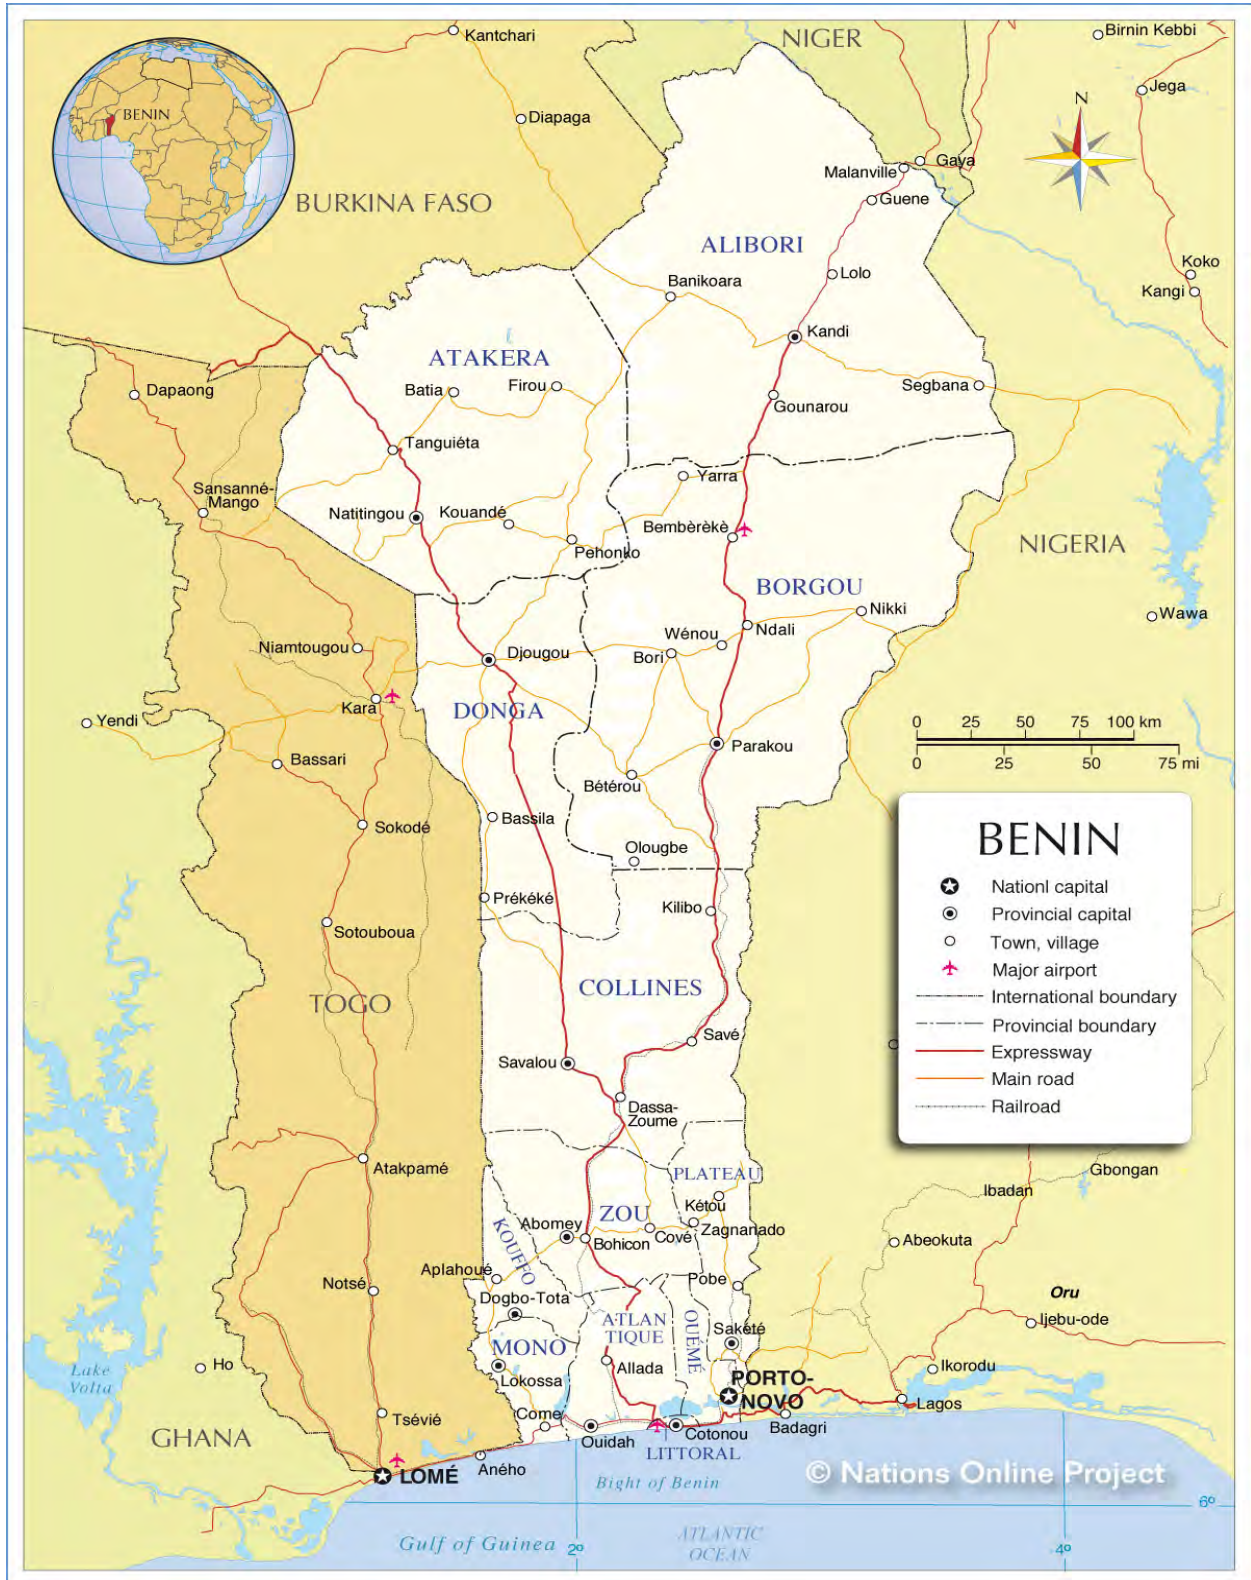 Kantchari
NIGER
Birnin Kebbi
Jega
BENIN
Diapaga
N
Gaya
Malanville
Guene
BURKINA FASO
ALIBORI
Koko
Kangi
Lolo
Banikoara
Kandi
ATAKERA
Batia
Firou
Segbana
Dapaong
Gounarou
Tanguiéta
Yarra
Sansanné-
Mango
Natitingou
Kouandé
Bembèrèkè
Pehonko
NIGERIA
BORGOU
Nikki
Wawa
Ndali
Wénou
Niamtougou
Djougou
Bori
Kara
DONGA
Yendi
0 25 50 75 100 km
0 25 50 75 mi
Parakou
Bassari
Bétérou
Bassila
Sokodé
Olougbe
BENIN
Nationl capital
Provincial capital
Town, village
Major airport
International boundary
Provincial boundary
Expressway
Main road
Railroad
Prékéké
Kilibo
Sotouboua
COLLINES
TOGO
Savé
Savalou
Dassa-
Zoume
Atakpamé
PLATEAU
Gbongan
Ibadan
Kétou
ZOU
Abomey
Zagnanado
KOUFFO
Bohicon
Cové
Abeokuta
Aplahoué
Notsé
Pobe
Dogbo-Tota
Oru
Ijebu-ode
ATLAN
TIQUE
OUÉMÉ
Sakété
MONO
Allada
Lake
Volta
Ho
Lokossa
PORTO-
NOVO
Ikorodu
Lagos
Tsévié
Come
Ouidah
Cotonou
Badagri
GHANA
LITTORAL
Aného
LOMÉ
Bight of Benin
© Nations Online Project
6º
Gulf of Guinea
2º
ATLANTIC
OCEAN
4º